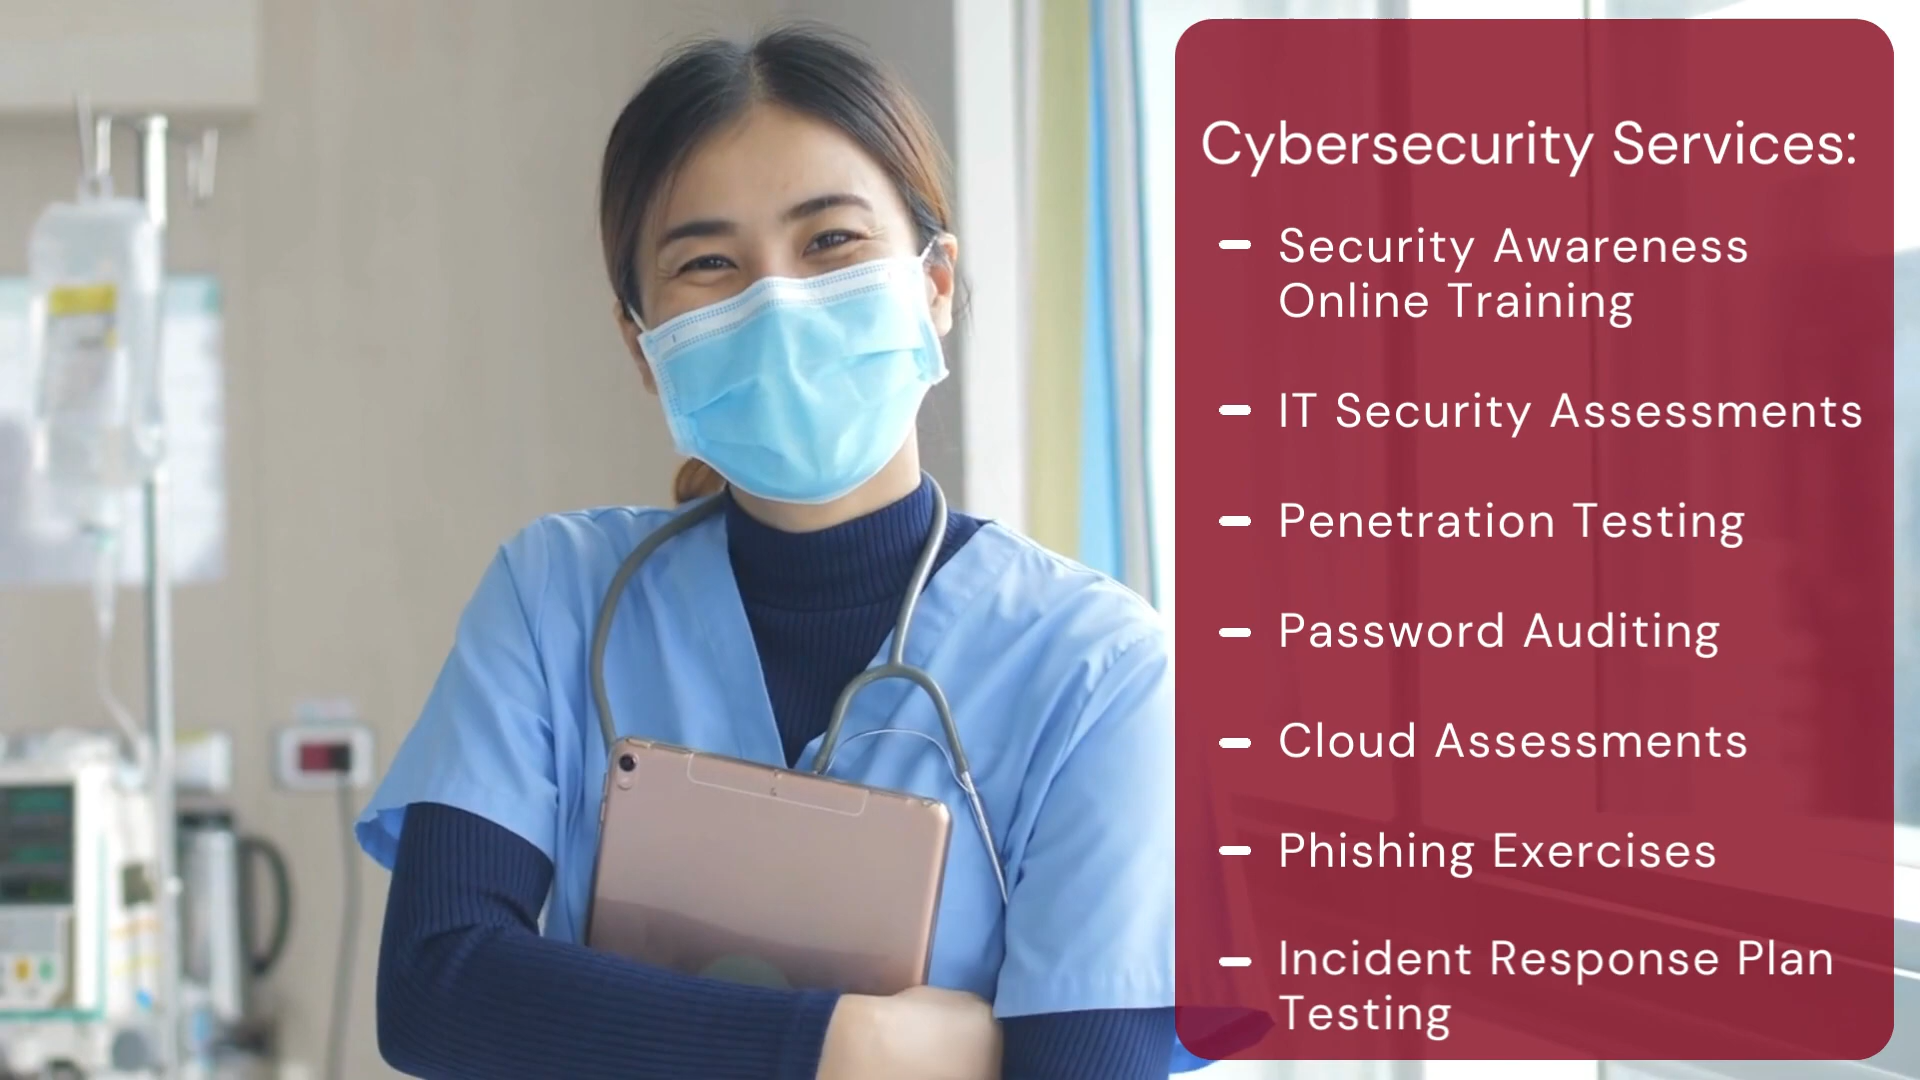 Cybersecurity Services:
- Security Awareness
Online Training
- IT Security Assessments
- Penetration Testing
- Password Auditing
- Cloud Assessments
- Phishing Exercises
- Incident Response Plan
Testing